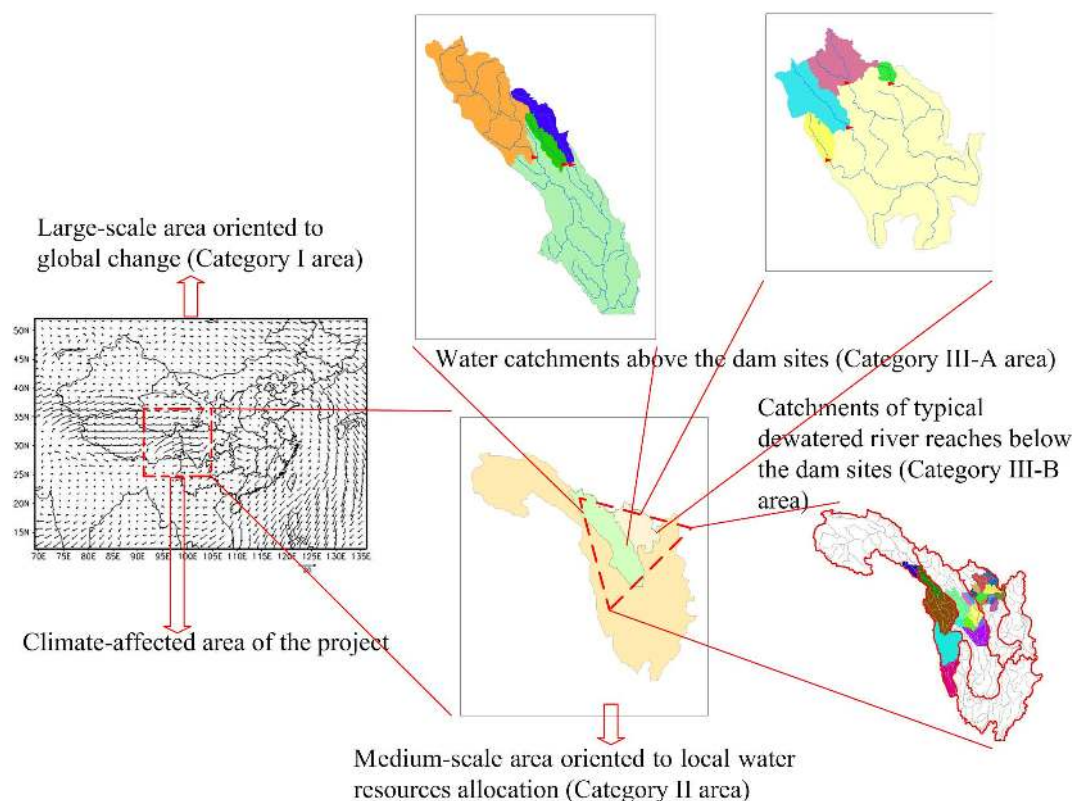 Large-scale area oriented to
global change (Category I area)
Water catchments above the dam sites (Category III-A area)
Catchments of typical
dewatered river reaches below
the dam sites (Category III-B
area)
50N
45N
40N
35N
30N
25N
20N
15N
70E 75E 80E 85E 90E 95E 100E 105E 110E 115E 120E 125E 130E 135E
Climate-affected area of the project
Medium-scale area oriented to local water
resources allocation (Category II area)